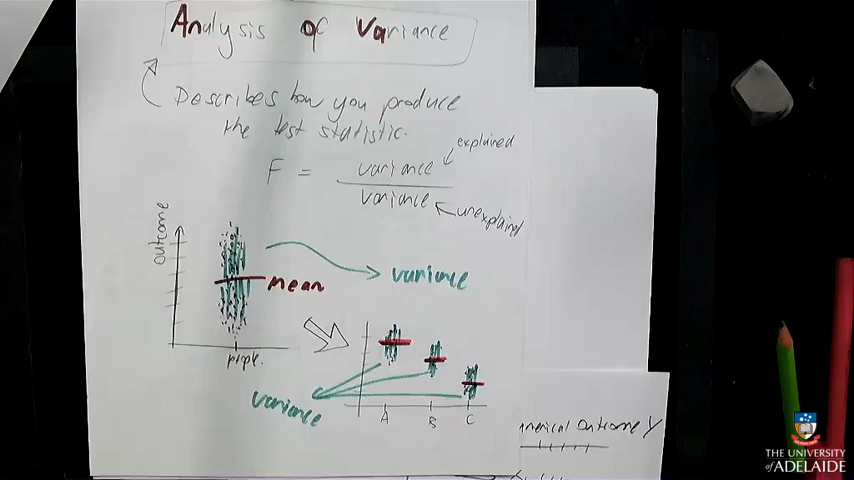 Analysis of Variance
Describes how you produce
the test statistic.
F = variance
variance
explained
unexplained
outcome
mean
variance
people.
variance
A B C
numerical outcome Y
THE UNIVERSITY
of ADELAIDE